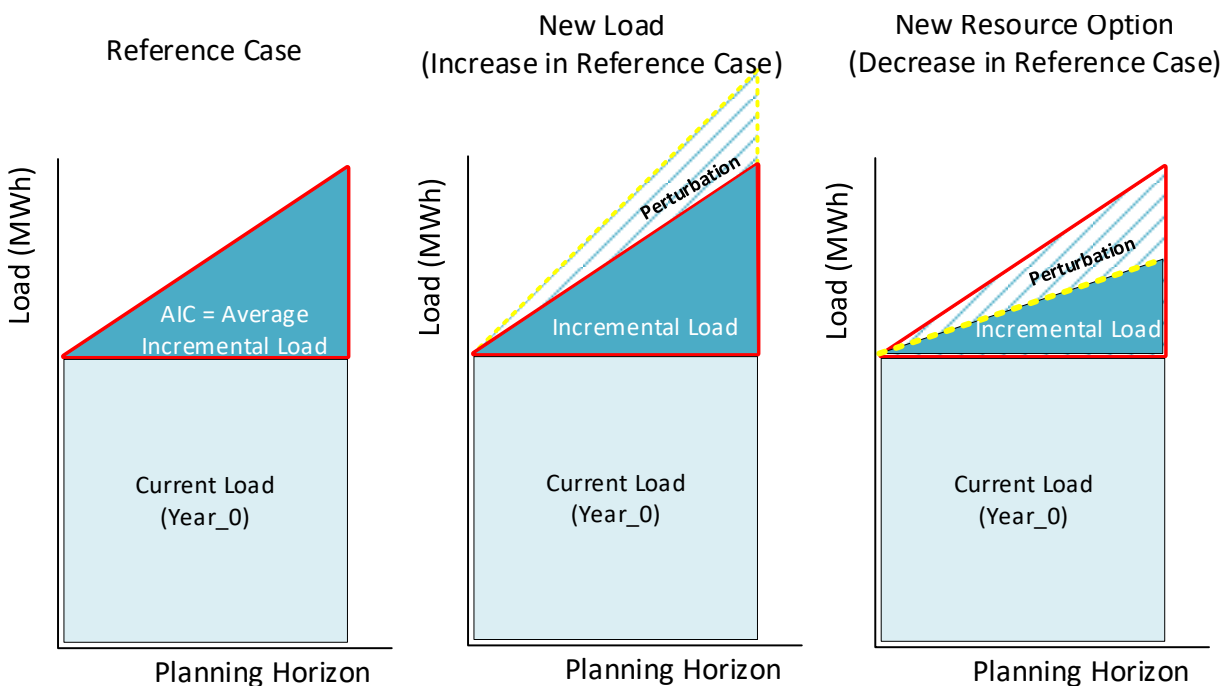 Reference Case
Load (MWh)
AIC = Average
Incremental Load
Current Load
(Year_0)
Planning Horizon
New Load
(Increase in Reference Case)
Load (MWh)
Perturbation
Incremental Load
Current Load
(Year_0)
Planning Horizon
New Resource Option
(Decrease in Reference Case)
Load (MWh)
Perturbation
Incremental Load
Current Load
(Year_0)
Planning Horizon